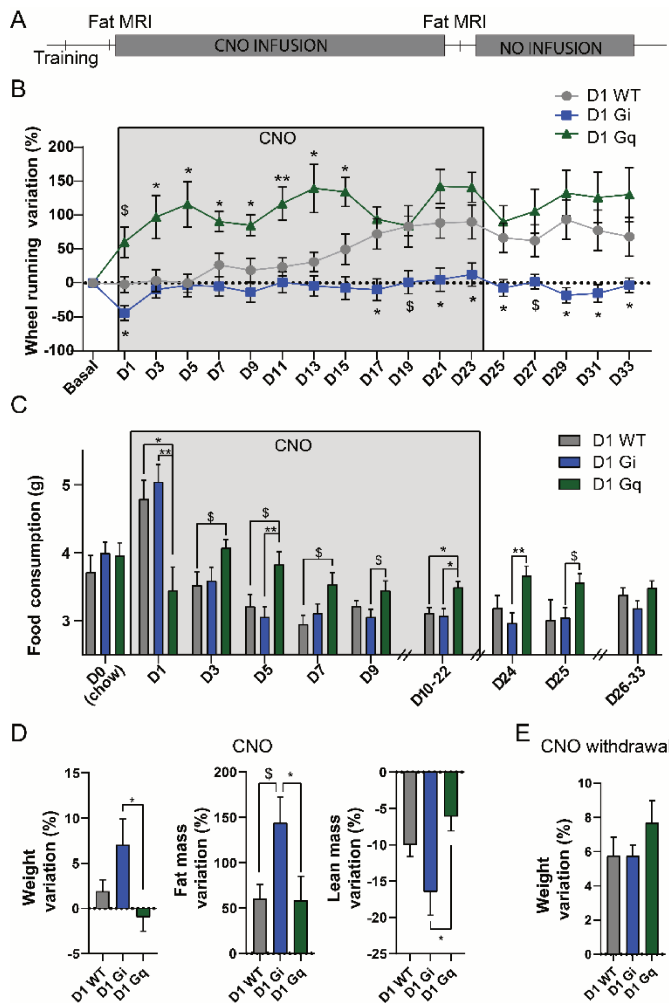 A
Fat MRI
Fat MRI
CNO INFUSION
NO INFUSION
Training
B
D1 WT
D1 Gi
D1 Gq
Wheel running variation (%)
200
150
100
50
0
-50
-100
CNO
$
*
*
*
*
**
*
*
*
*
$
*
*
*
$
*
*
*
Basal
D1
D3
D5
D7
D9
D11
D13
D15
D17
D19
D21
D23
D25
D27
D29
D31
D33
C
CNO
D1 WT
D1 Gi
D1 Gq
Food consumption (g)
5
4
3
2
*
**
$
$
**
$
$
*
*
**
$
D0
(chow)
D1
D3
D5
D7
D9
D10-22
D24
D25
D26-33
D
CNO
Weight
variation (%)
15
10
5
0
-5
*
D1 WT
D1 Gi
D1 Gq
Fat mass
variation (%)
200
150
100
50
0
$
*
D1 WT
D1 Gi
D1 Gq
Lean mass
variation (%)
0
-5
-10
-15
-20
-25
*
D1 WT
D1 Gi
D1 Gq
E
CNO withdrawal
Weight
variation (%)
10
8
6
4
2
0
D1 WT
D1 Gi
D1 Gq